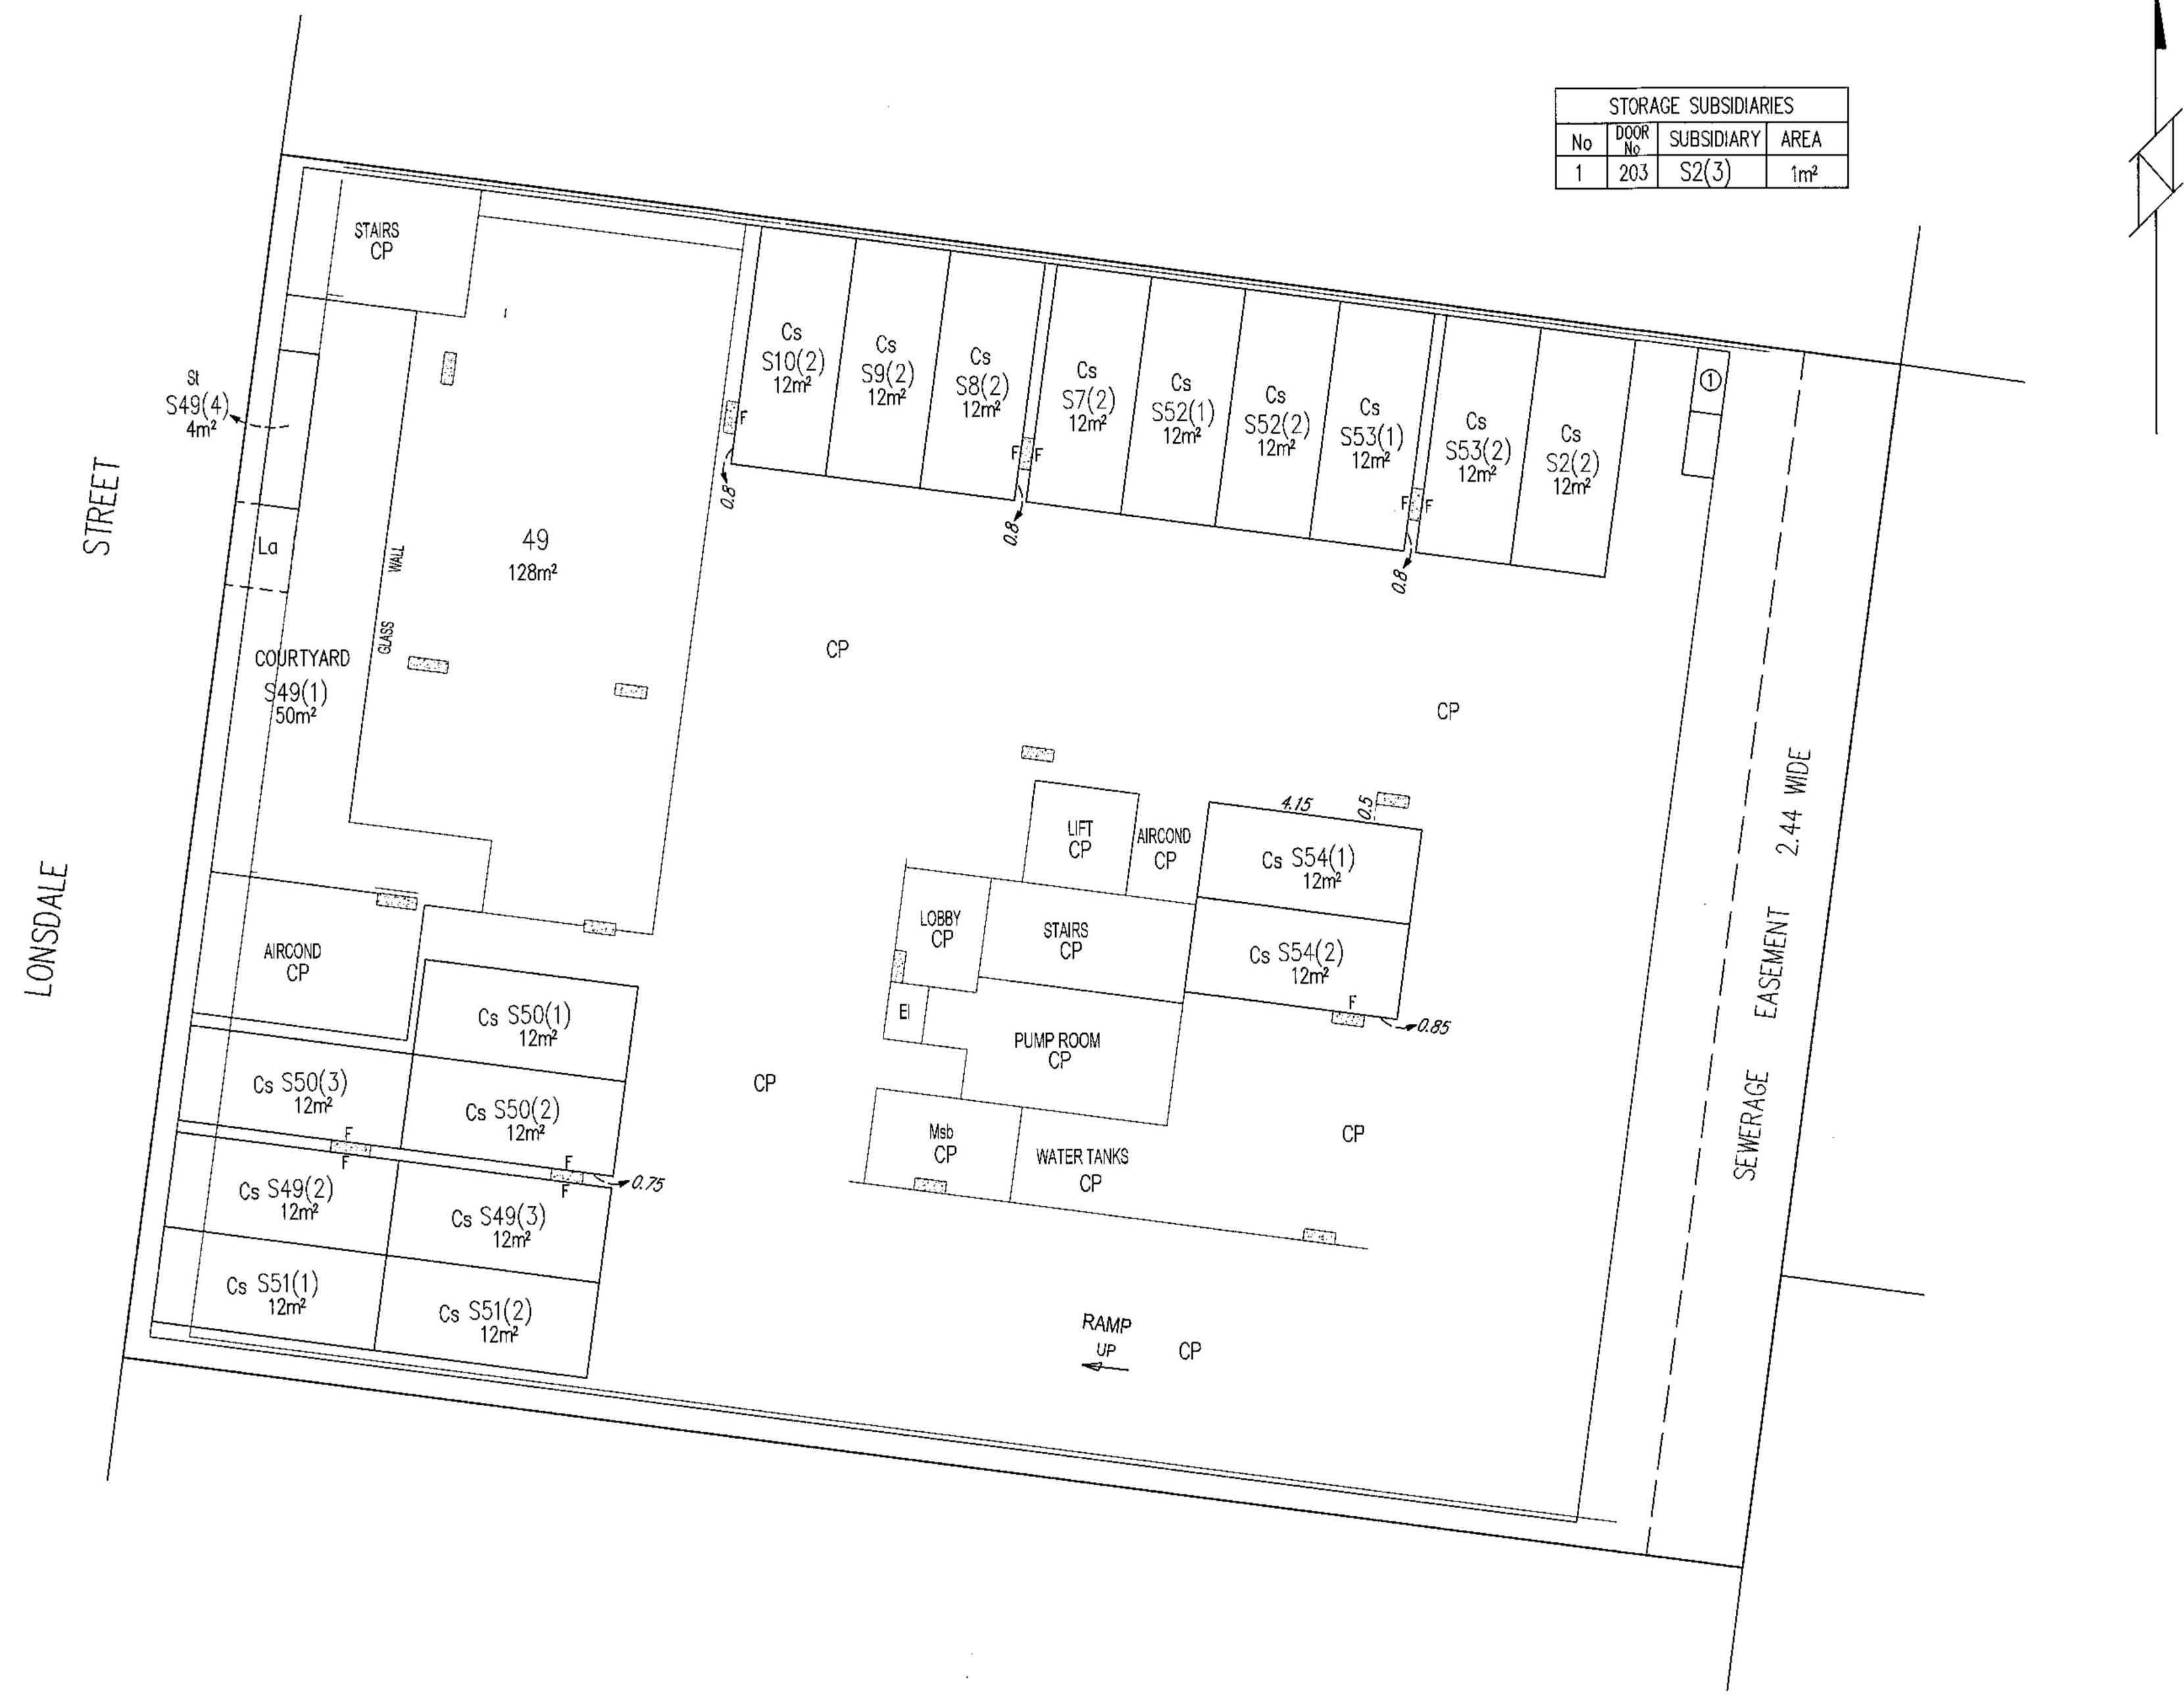 STORAGE SUBSIDIARIES
No DOOR No SUBSIDIARY AREA
1 203 S2(3) 1m²
STAIRS
CP
St
S49(4)
4m²
La
STREET
LONSDALE
COURTYARD
S49(1)
50m²
GLASS WALL
49
128m²
Cs
S10(2)
12m²
Cs
S9(2)
12m²
Cs
S8(2)
12m²
Cs
S7(2)
12m²
Cs
S52(1)
12m²
Cs
S52(2)
12m²
Cs
S53(1)
12m²
Cs
S53(2)
12m²
Cs
S2(2)
12m²
1
F
F F
F F
0.8
0.8
0.8
CP
CP
SEWERAGE EASEMENT 2.44 WIDE
LIFT
CP
AIRCOND
CP
4.15
0.5
Cs S54(1)
12m²
LOBBY
CP
STAIRS
CP
Cs S54(2)
12m²
F
0.85
El
PUMP ROOM
CP
AIRCOND
CP
Cs S50(1)
12m²
Cs S50(3)
12m²
Cs S50(2)
12m²
F
F
F
F
0.75
CP
Msb
CP
WATER TANKS
CP
CP
Cs S49(2)
12m²
Cs S49(3)
12m²
Cs S51(1)
12m²
Cs S51(2)
12m²
RAMP
UP
CP